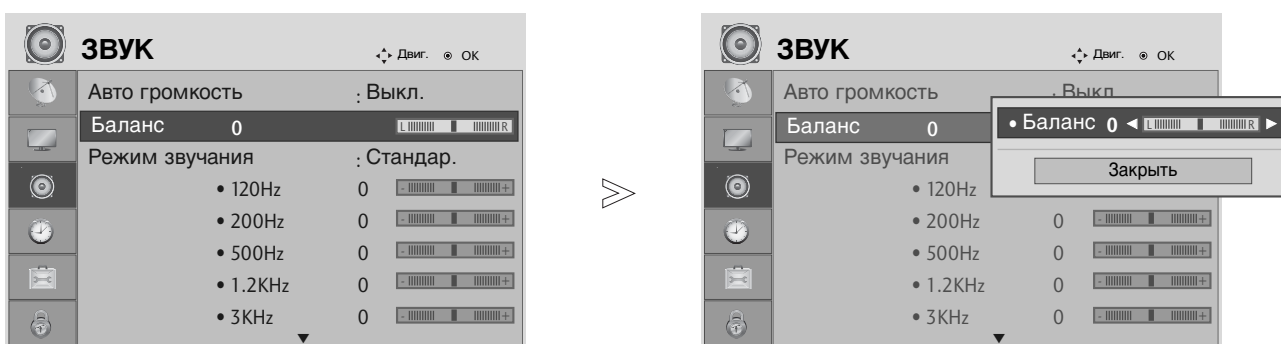 ЗВУК
Двиг. OK
Авто громкость : Выкл.
Баланс 0 L R
Режим звучания : Стандар.
• 120Hz 0 - +
• 200Hz 0 - +
• 500Hz 0 - +
• 1.2KHz 0 - +
• 3KHz 0 - +
ЗВУК
Двиг. OK
Авто громкость : Выкл
Баланс 0
• Баланс 0 ◄ L R ►
Закрыть
Режим звучания
• 120Hz
• 200Hz 0 - +
• 500Hz 0 - +
• 1.2KHz 0 - +
• 3KHz 0 - +